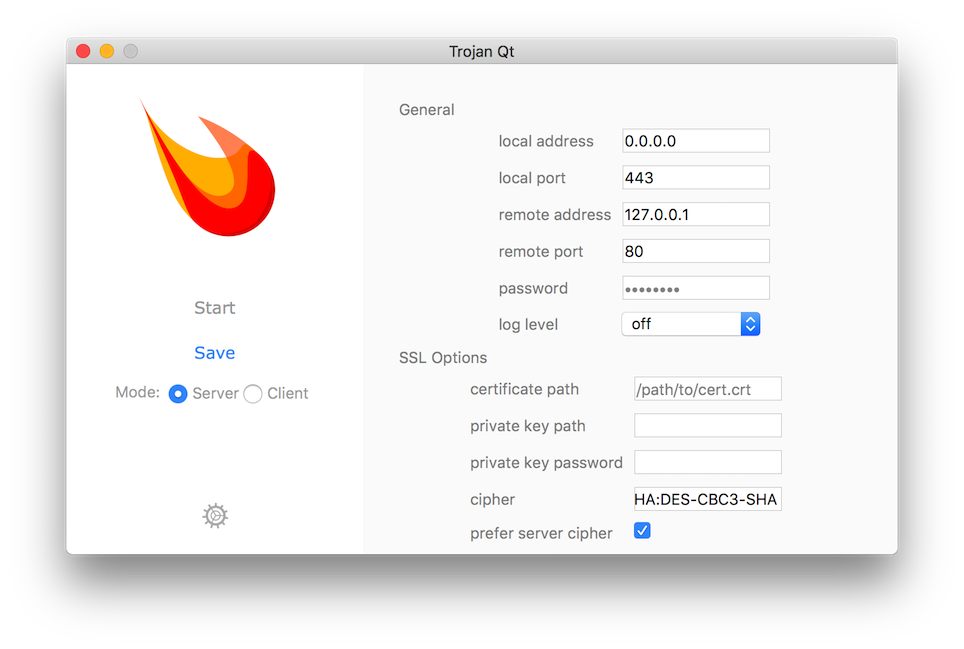 Trojan Qt
Start
Save
Mode: Server Client
General
local address 0.0.0.0
local port 443
remote address 127.0.0.1
remote port 80
password ••••••••
log level off
SSL Options
certificate path /path/to/cert.crt
private key path
private key password
cipher HA:DES-CBC3-SHA
prefer server cipher